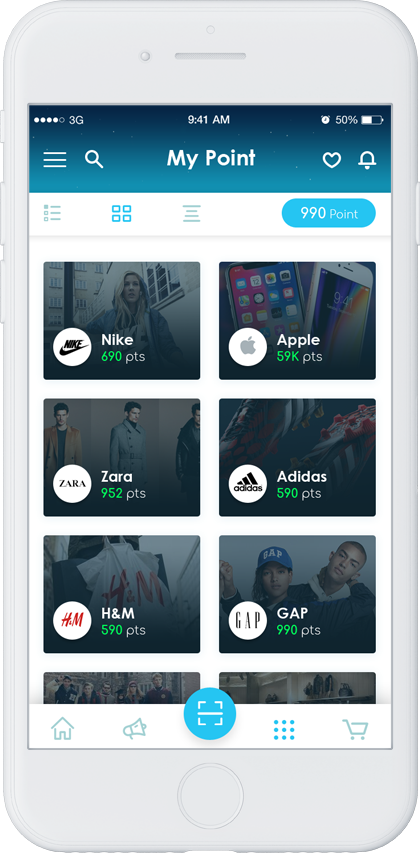 3G 9:41 AM 50%
My Point
990 Point
NIKE Nike
690 pts
Apple
59K pts
ZARA Zara
952 pts
adidas Adidas
590 pts
H&M
H&M H&M
590 pts
GAP
GAP GAP
990 pts